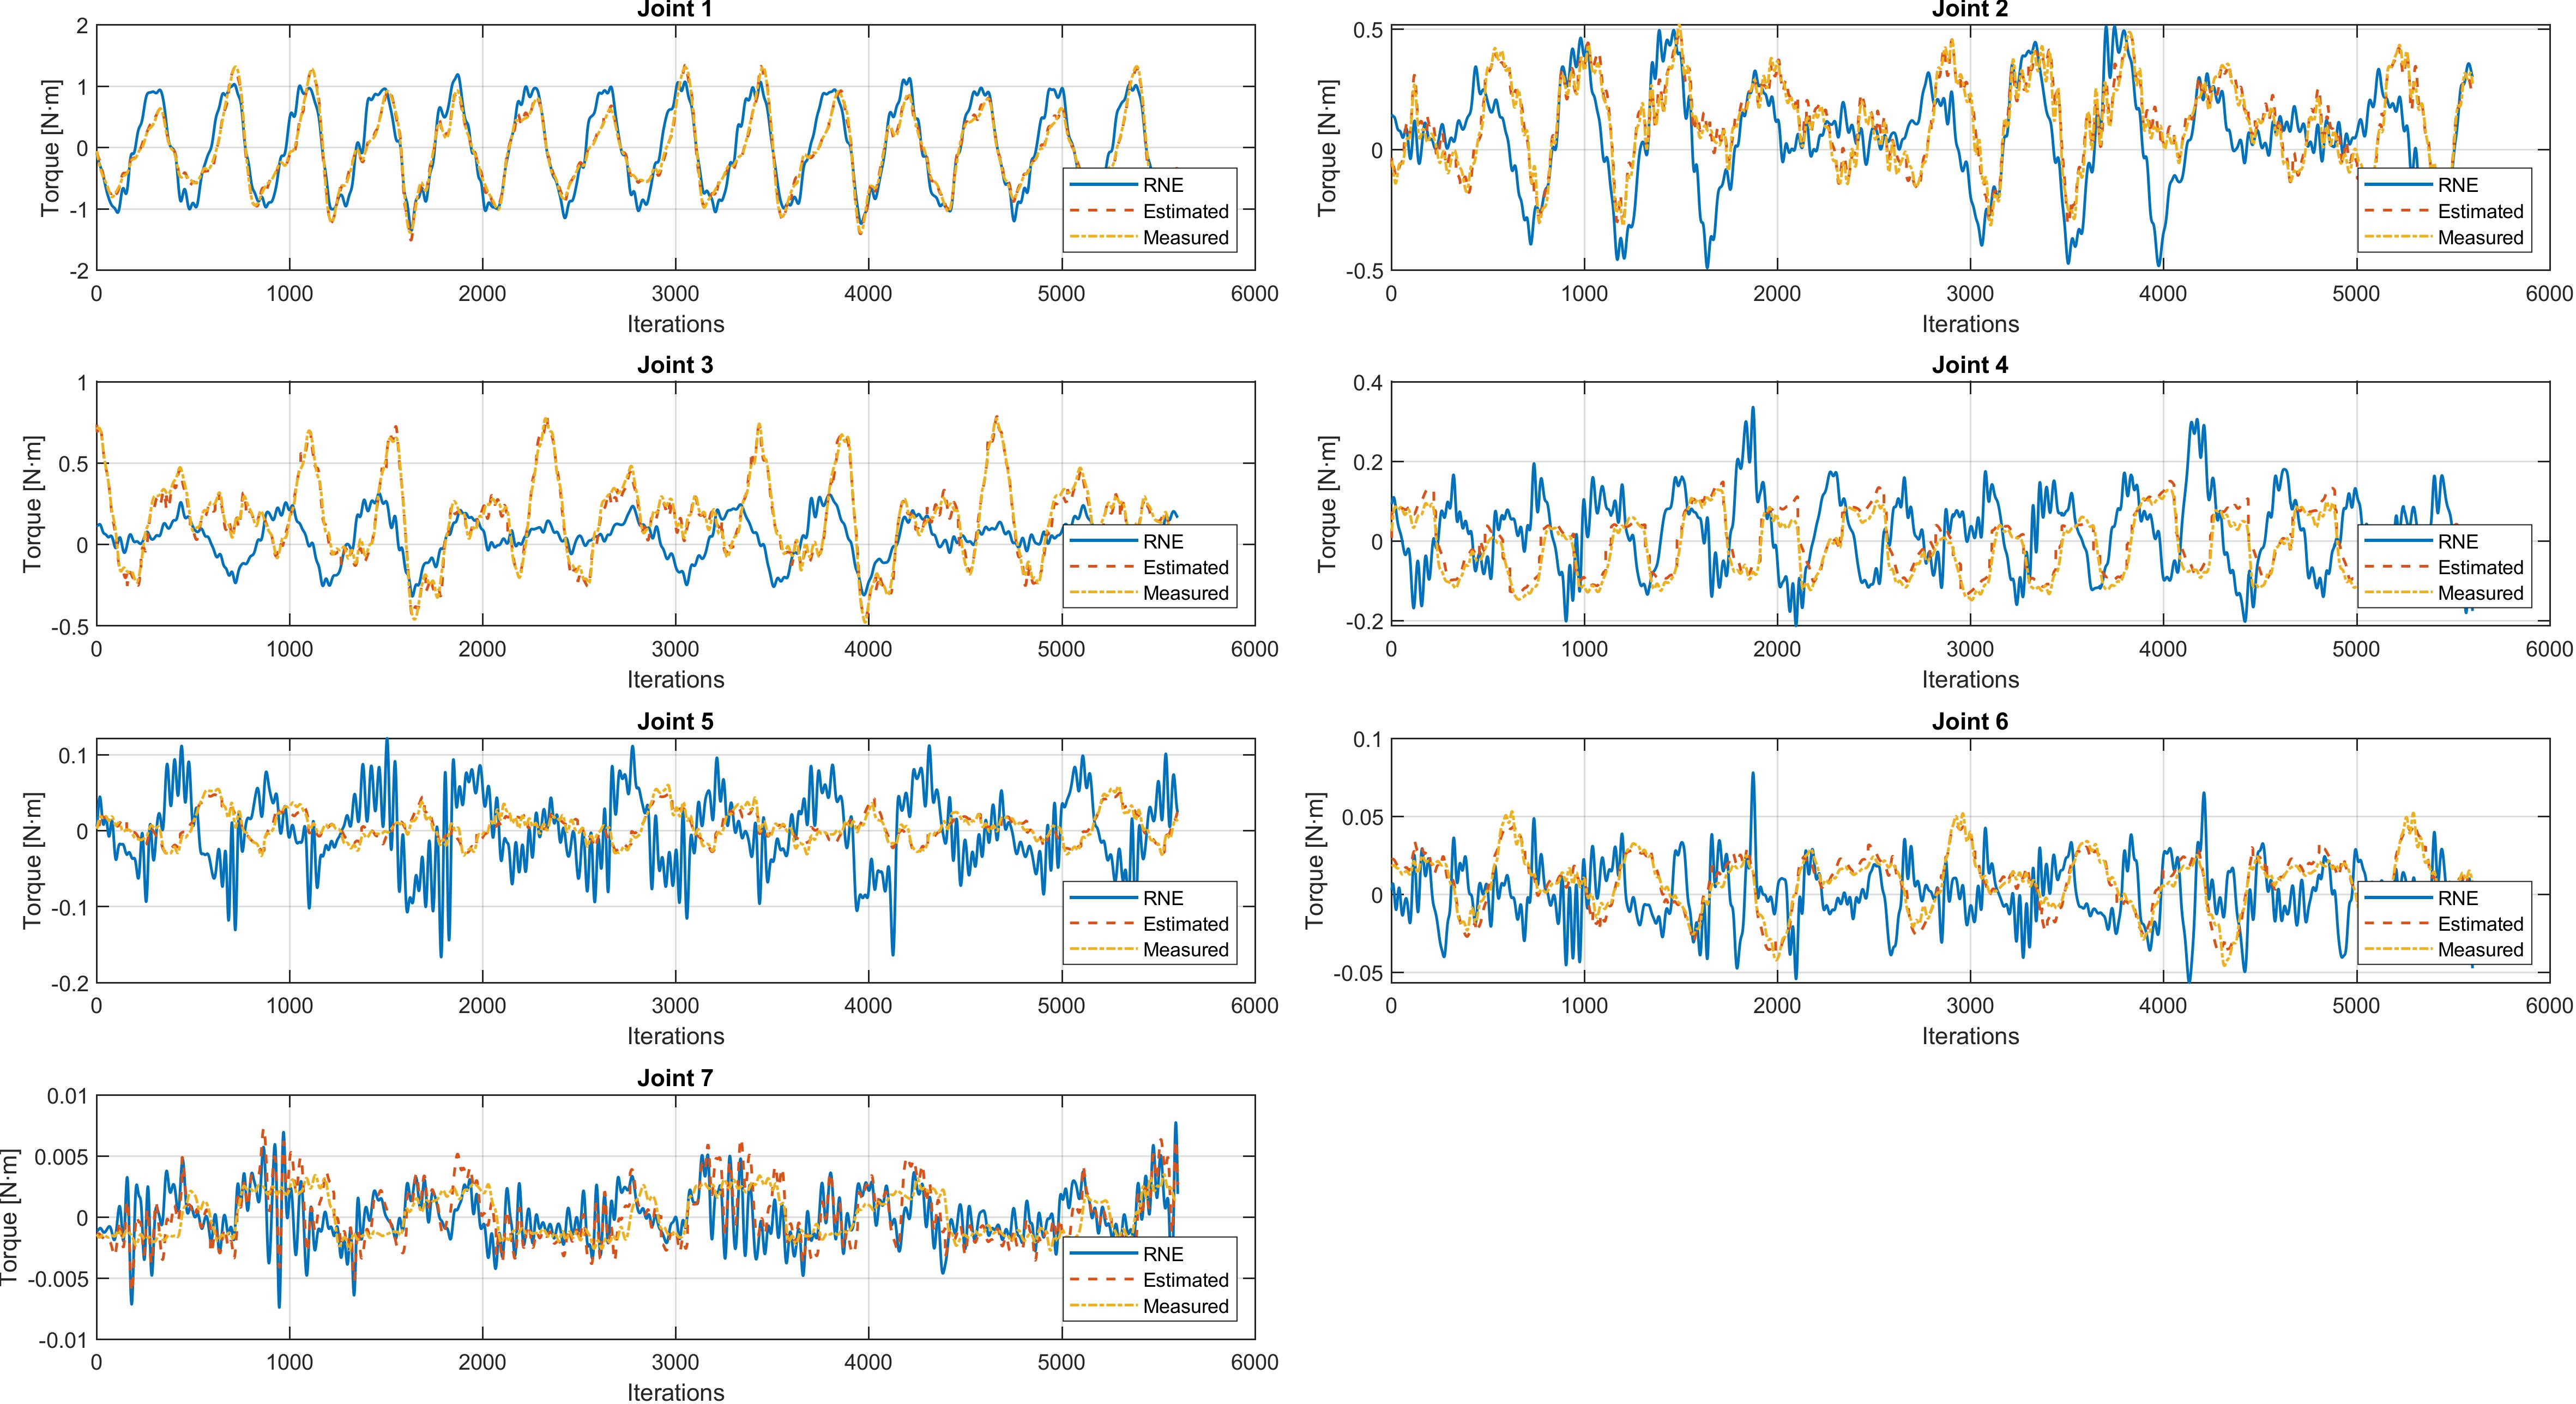 Joint 1
Torque [N·m]
2
1
0
-1
-2
0 1000 2000 3000 4000 5000 6000
Iterations
RNE
Estimated
Measured
Joint 2
Torque [N·m]
0.5
0
-0.5
0 1000 2000 3000 4000 5000 6000
Iterations
RNE
Estimated
Measured
Joint 3
Torque [N·m]
1
0.5
0
-0.5
0 1000 2000 3000 4000 5000 6000
Iterations
RNE
Estimated
Measured
Joint 4
Torque [N·m]
0.4
0.2
0
-0.2
0 1000 2000 3000 4000 5000 6000
Iterations
RNE
Estimated
Measured
Joint 5
Torque [N·m]
0.1
0
-0.1
-0.2
0 1000 2000 3000 4000 5000 6000
Iterations
RNE
Estimated
Measured
Joint 6
Torque [N·m]
0.1
0.05
0
-0.05
0 1000 2000 3000 4000 5000 6000
Iterations
RNE
Estimated
Measured
Joint 7
Torque [N·m]
0.01
0.005
0
-0.005
-0.01
0 1000 2000 3000 4000 5000 6000
Iterations
RNE
Estimated
Measured